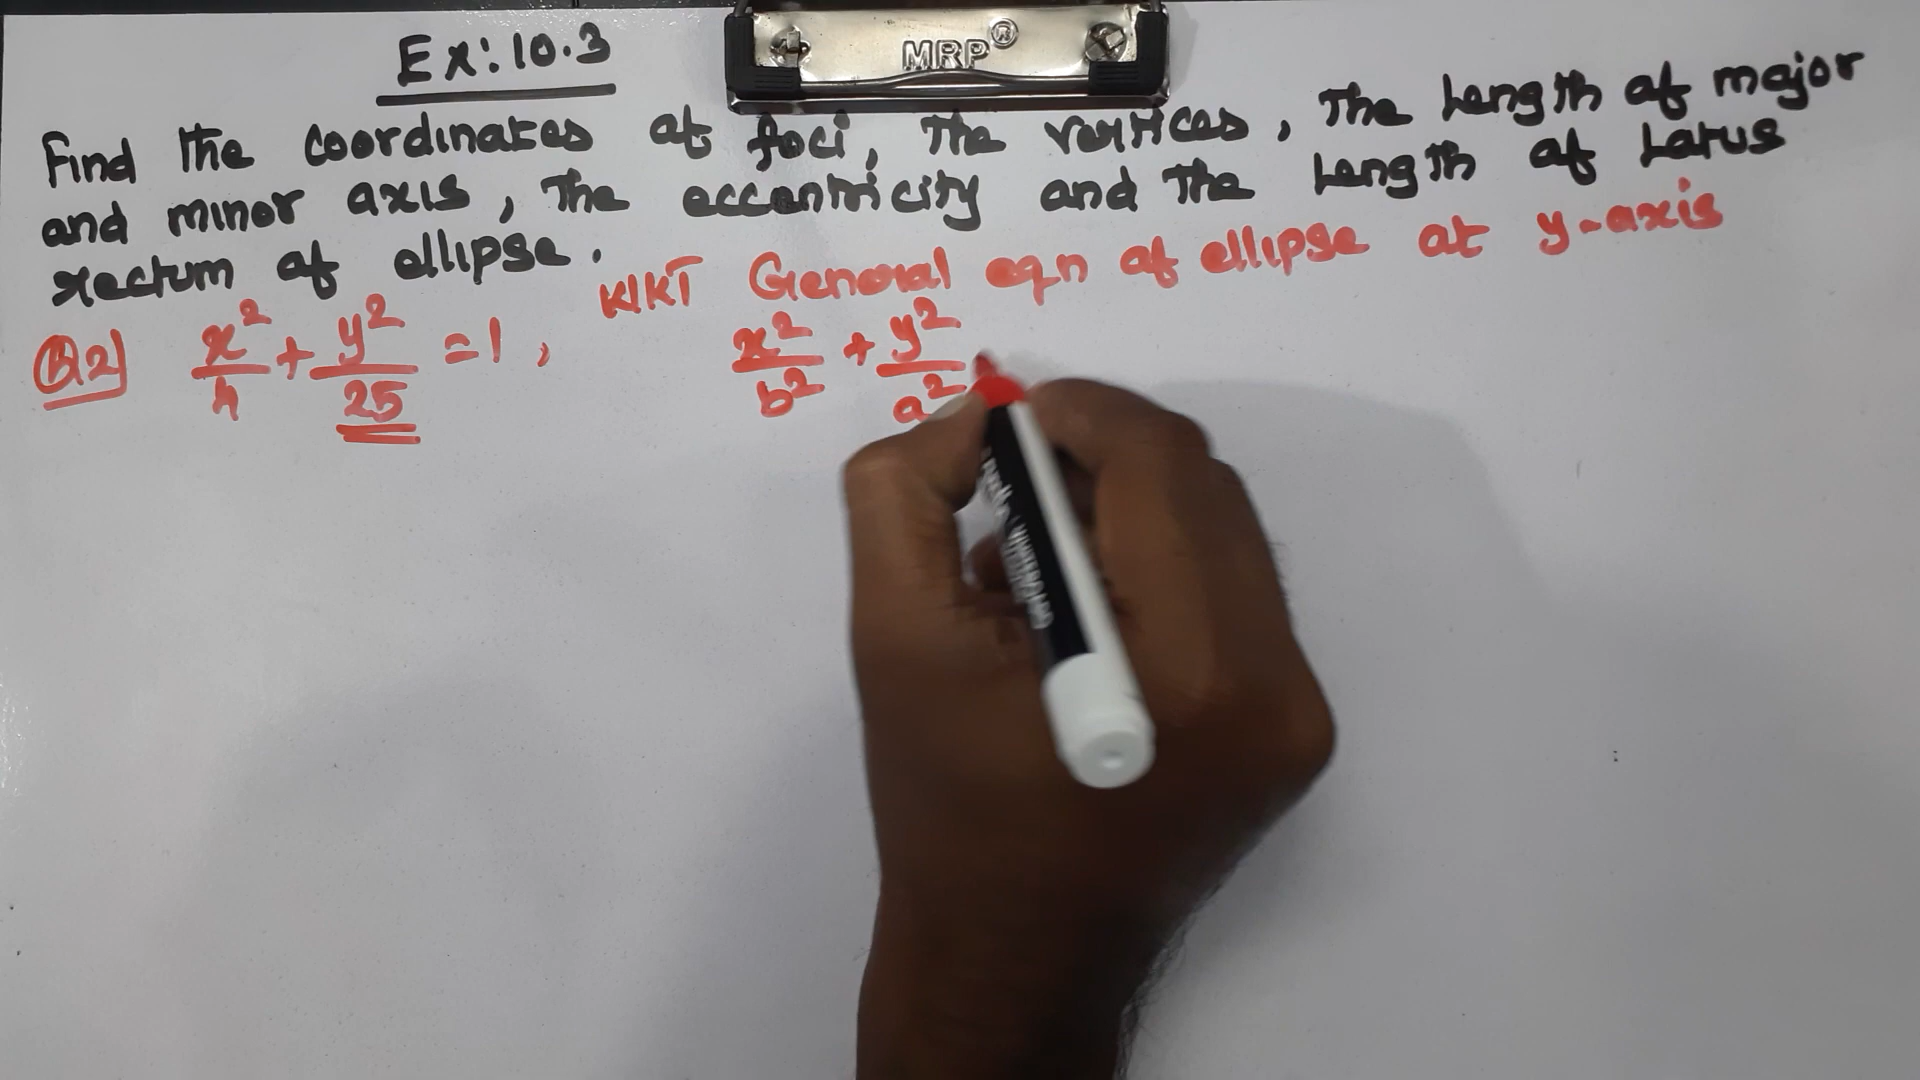 MRP®
Ex: 10.3
Find the coordinates of foci, The vertices, The Length of major
and minor axis, The eccentricity and The Length of Latus
rectum of ellipse.
WKT General eqn of ellipse at y-axis
Q2) x²/4 + y²/25 = 1, x²/b² + y²/a²